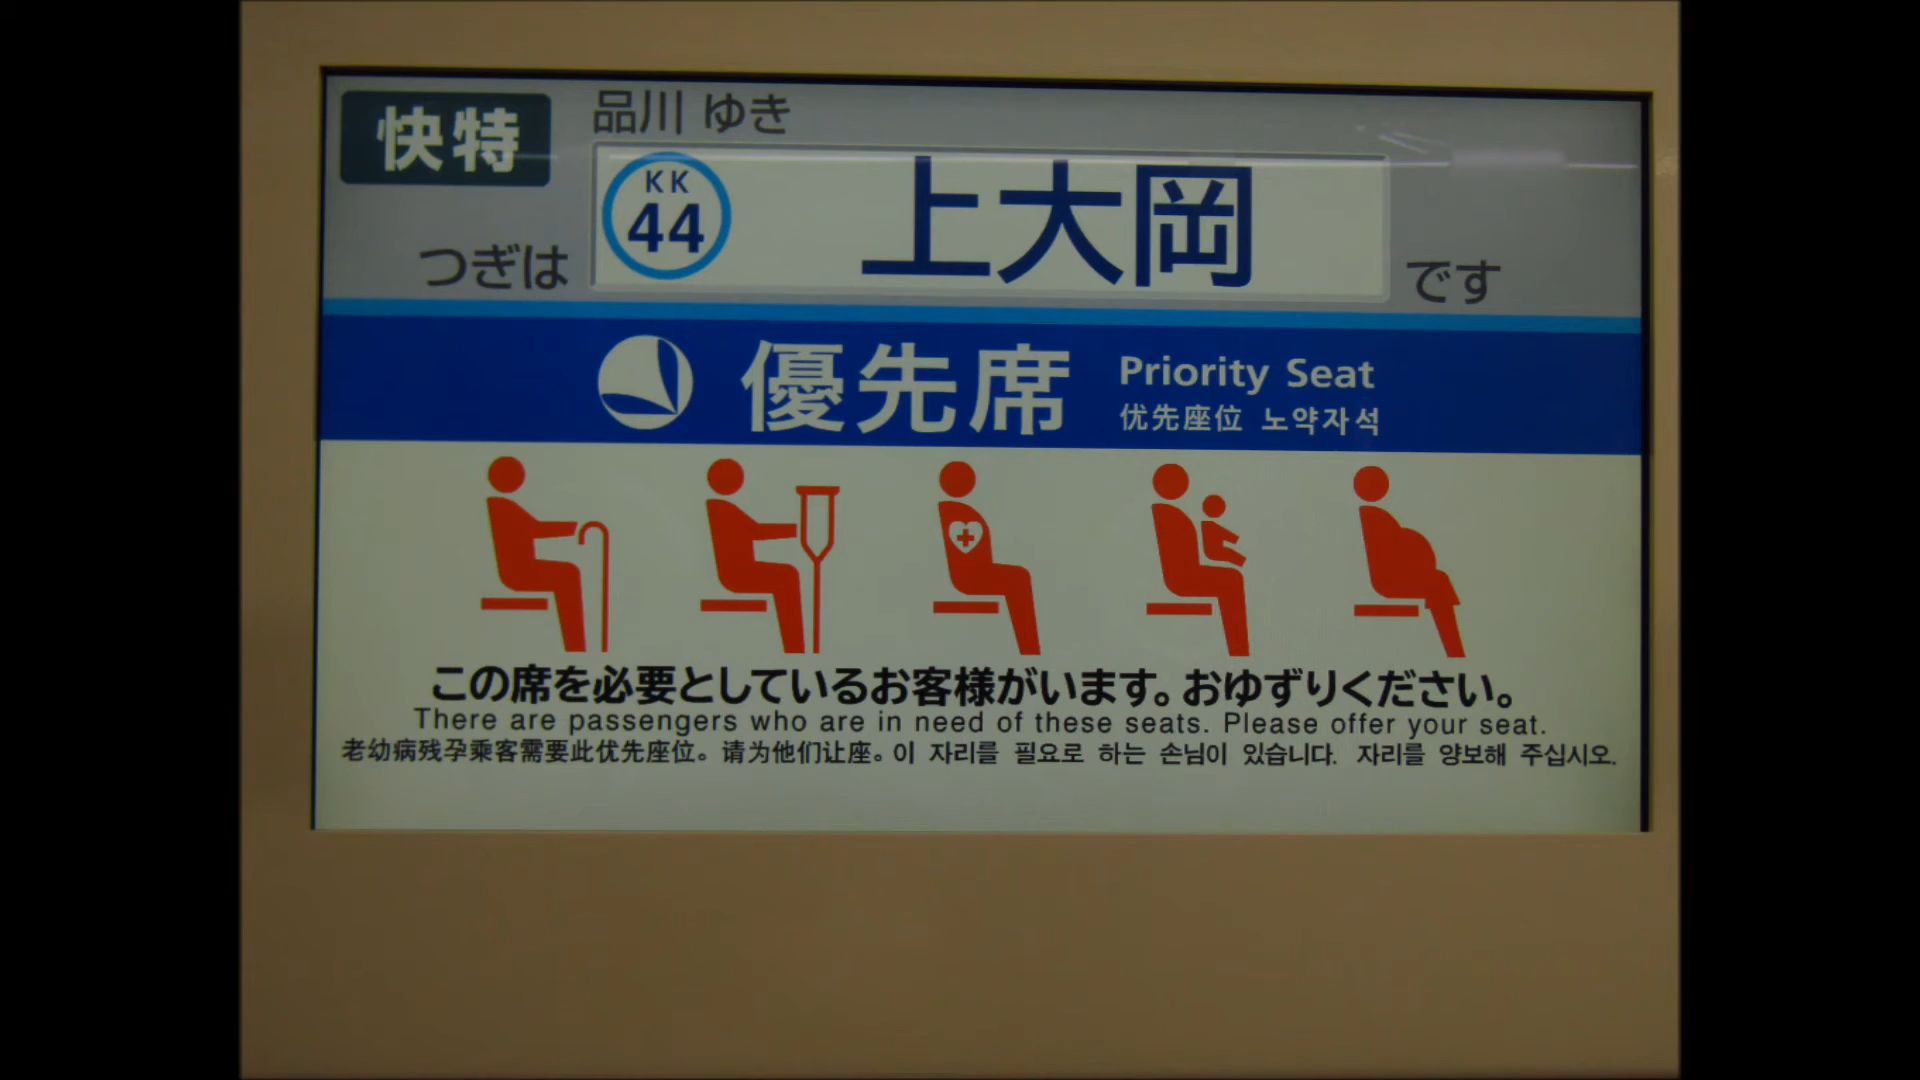 快特
品川 ゆき
KK
44
上大岡
つぎは
です
優先席
Priority Seat
优先座位 노약자석
この席を必要としているお客様がいます。おゆずりください。
There are passengers who are in need of these seats. Please offer your seat.
老幼病残孕乘客需要此优先座位。请为他们让座。이 자리를 필요로 하는 손님이 있습니다. 자리를 양보해 주십시오.